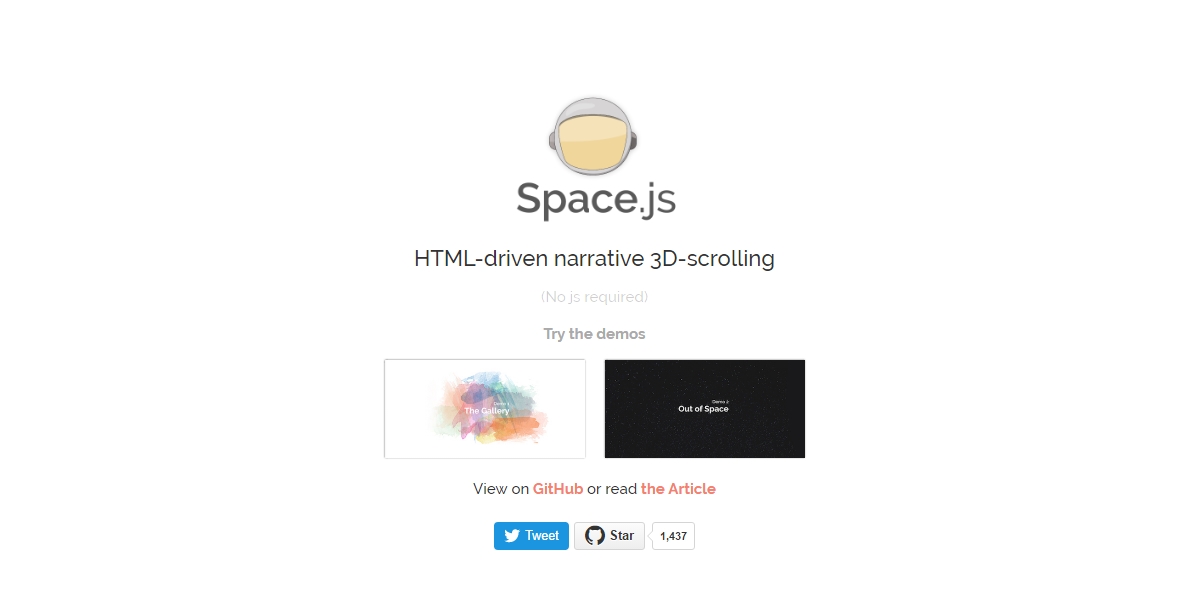 Space.js
HTML-driven narrative 3D-scrolling
(No js required)
Try the demos
Demo 1
The Gallery
Demo 2
Out of Space
View on GitHub or read the Article
Tweet
Star
1,437